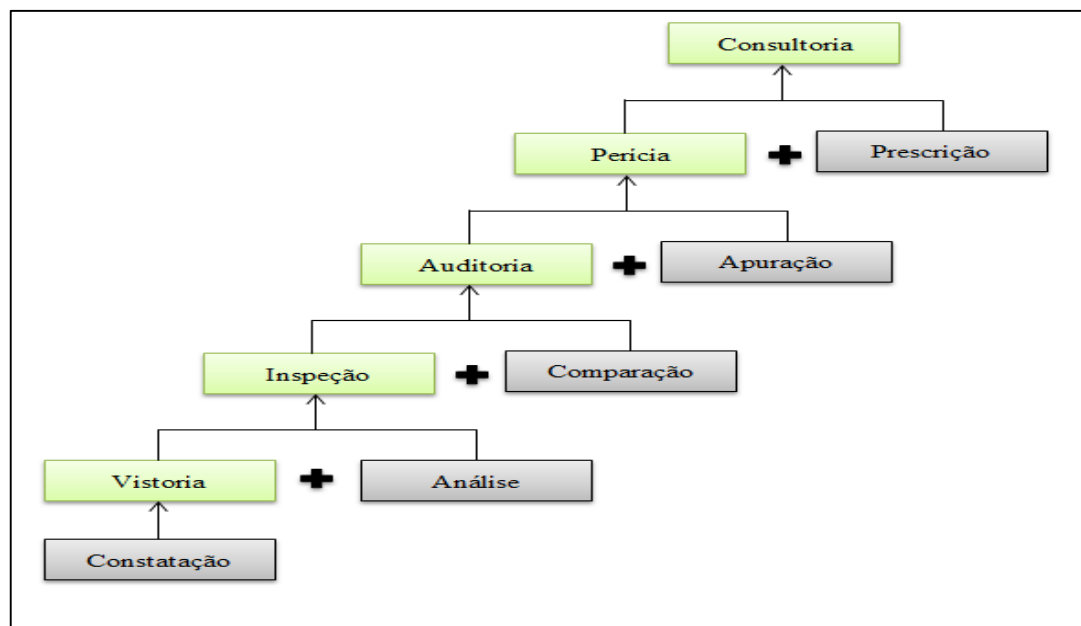 Consultoria
Perícia
Prescrição
Auditoria
Apuração
Inspeção
Comparação
Vistoria
Análise
Constatação